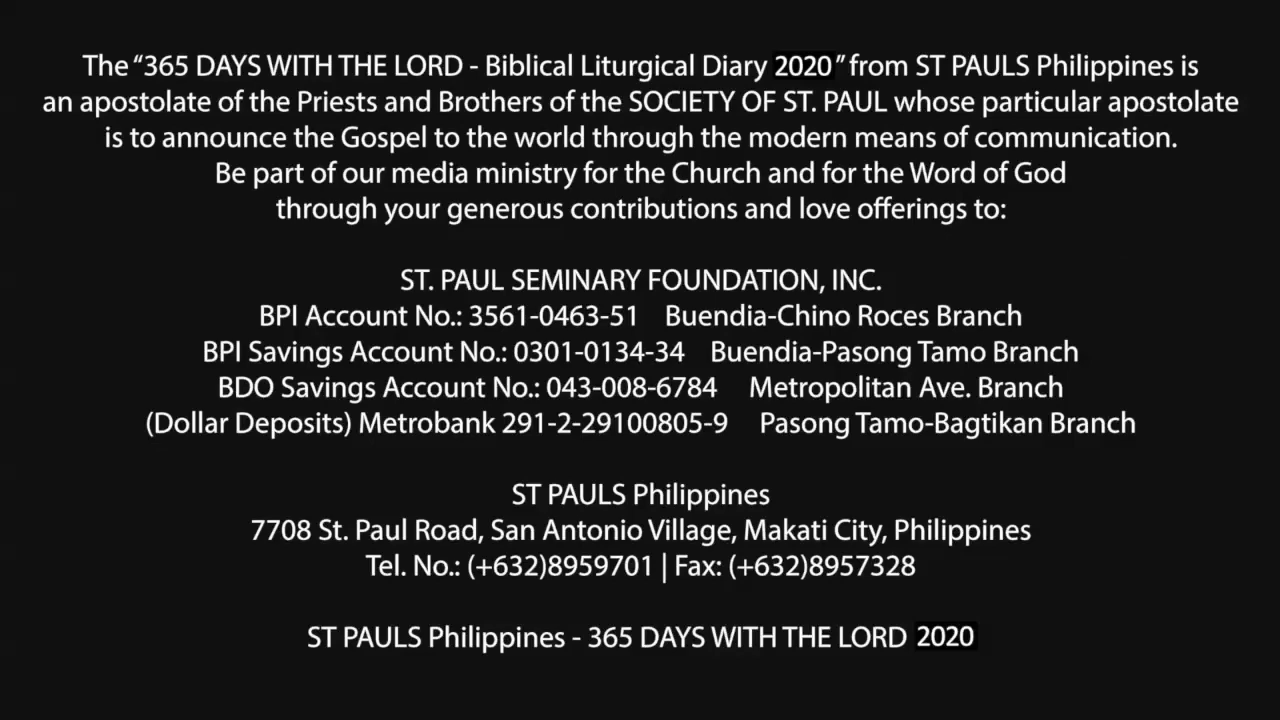 The “365 DAYS WITH THE LORD - Biblical Liturgical Diary 2020” from ST PAULS Philippines is
an apostolate of the Priests and Brothers of the SOCIETY OF ST. PAUL whose particular apostolate
is to announce the Gospel to the world through the modern means of communication.
Be part of our media ministry for the Church and for the Word of God
through your generous contributions and love offerings to:
ST. PAUL SEMINARY FOUNDATION, INC.
BPI Account No.: 3561-0463-51 Buendia-Chino Roces Branch
BPI Savings Account No.: 0301-0134-34 Buendia-Pasong Tamo Branch
BDO Savings Account No.: 043-008-6784 Metropolitan Ave. Branch
(Dollar Deposits) Metrobank 291-2-29100805-9 Pasong Tamo-Bagtikan Branch
ST PAULS Philippines
7708 St. Paul Road, San Antonio Village, Makati City, Philippines
Tel. No.: (+632)8959701 | Fax: (+632)8957328
ST PAULS Philippines - 365 DAYS WITH THE LORD 2020